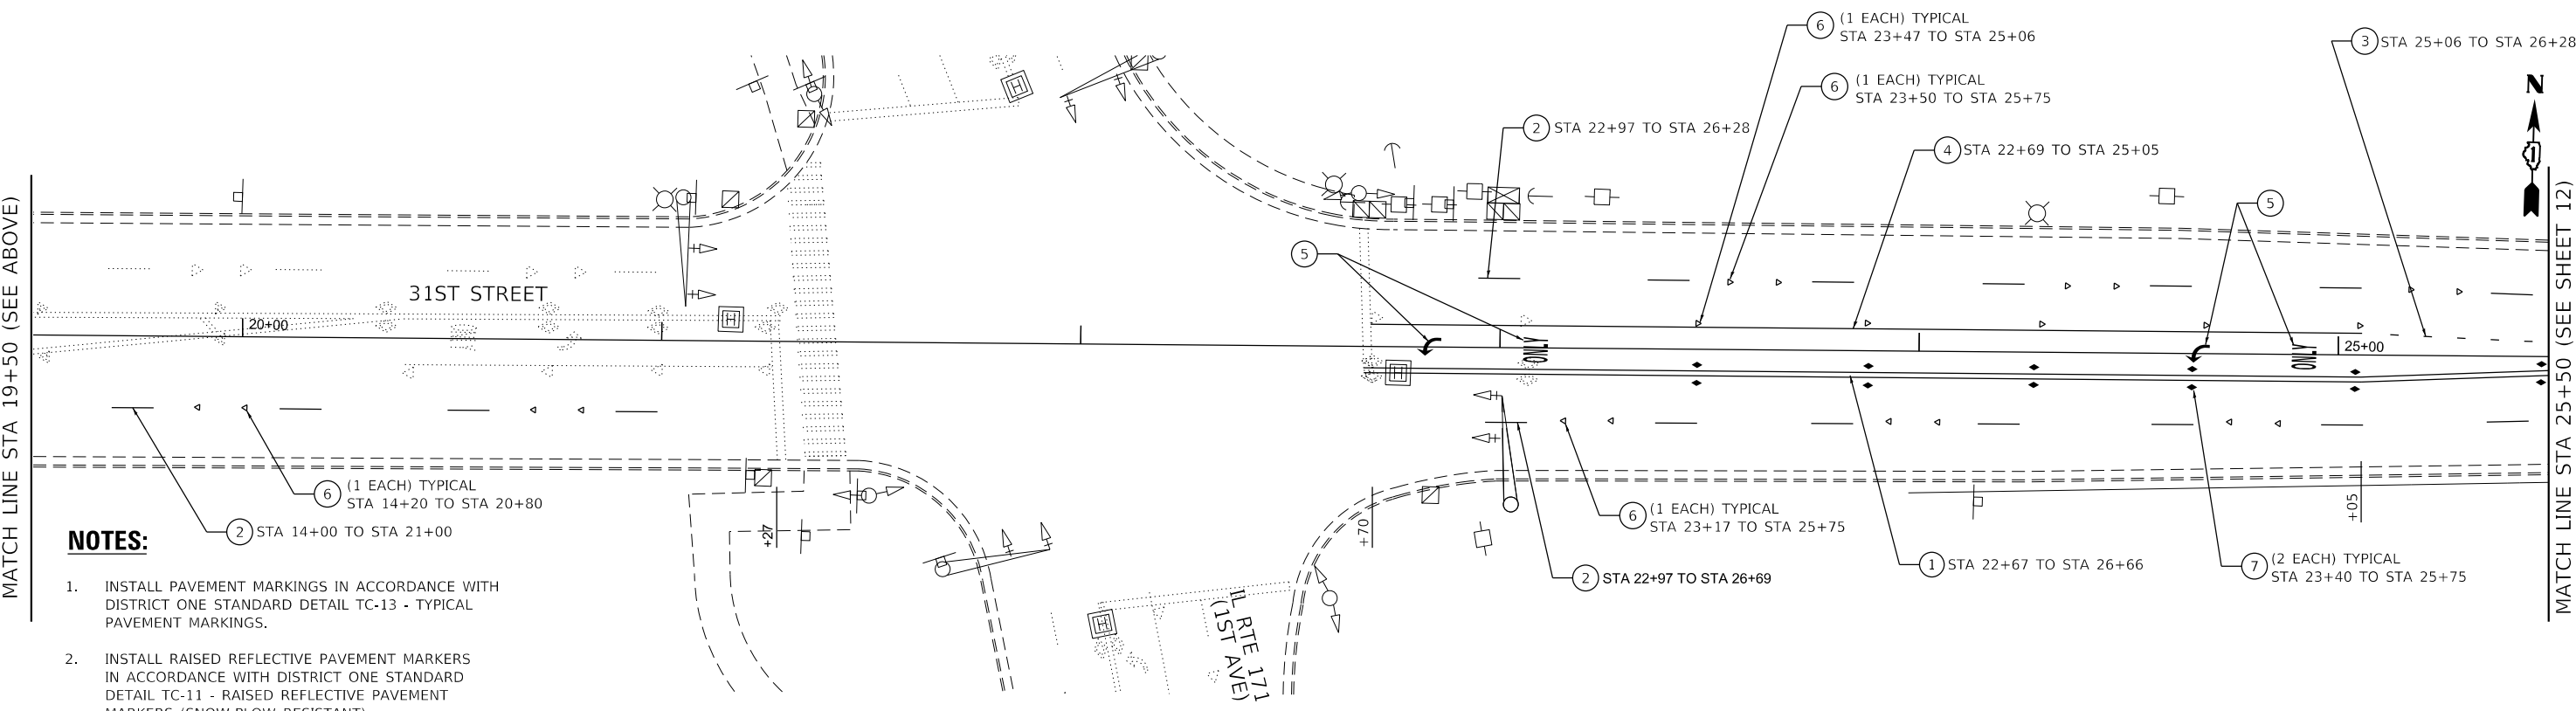 6 (1 EACH) TYPICAL
STA 23+47 TO STA 25+06
3 STA 25+06 TO STA 26+28
6 (1 EACH) TYPICAL
STA 23+50 TO STA 25+75
N
2 STA 22+97 TO STA 26+28
4 STA 22+69 TO STA 25+05
5
5
MATCH LINE STA 19+50 (SEE ABOVE)
31ST STREET
20+00
H
H
H
H
25+00
MATCH LINE STA 25+50 (SEE SHEET 12)
6 (1 EACH) TYPICAL
STA 14+20 TO STA 20+80
2 STA 14+00 TO STA 21+00
+27
+70
+05
6 (1 EACH) TYPICAL
STA 23+17 TO STA 25+75
2 STA 22+97 TO STA 26+69
1 STA 22+67 TO STA 26+66
7 (2 EACH) TYPICAL
STA 23+40 TO STA 25+75
IL RTE 171
(1ST AVE)
NOTES:
1. INSTALL PAVEMENT MARKINGS IN ACCORDANCE WITH
DISTRICT ONE STANDARD DETAIL TC-13 - TYPICAL
PAVEMENT MARKINGS.
2. INSTALL RAISED REFLECTIVE PAVEMENT MARKERS
IN ACCORDANCE WITH DISTRICT ONE STANDARD
DETAIL TC-11 - RAISED REFLECTIVE PAVEMENT
MARKERS (SNOW-PLOW RESISTANT)